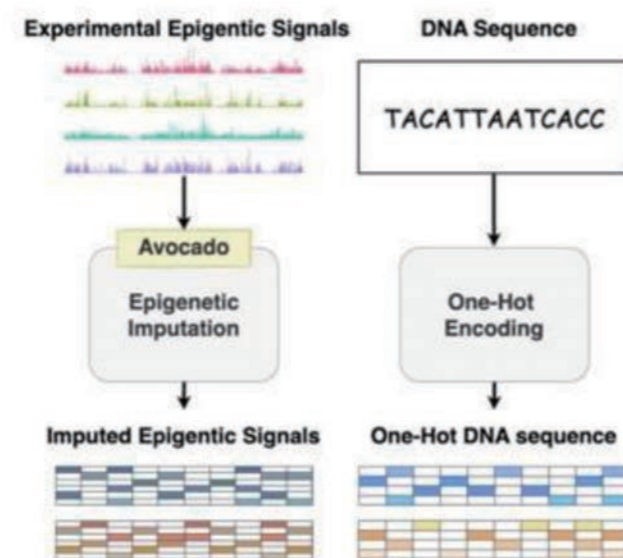 Experimental Epigentic Signals
DNA Sequence
TACATTAATCACC
Avocado
Epigenetic
Imputation
One-Hot
Encoding
Imputed Epigentic Signals
One-Hot DNA sequence